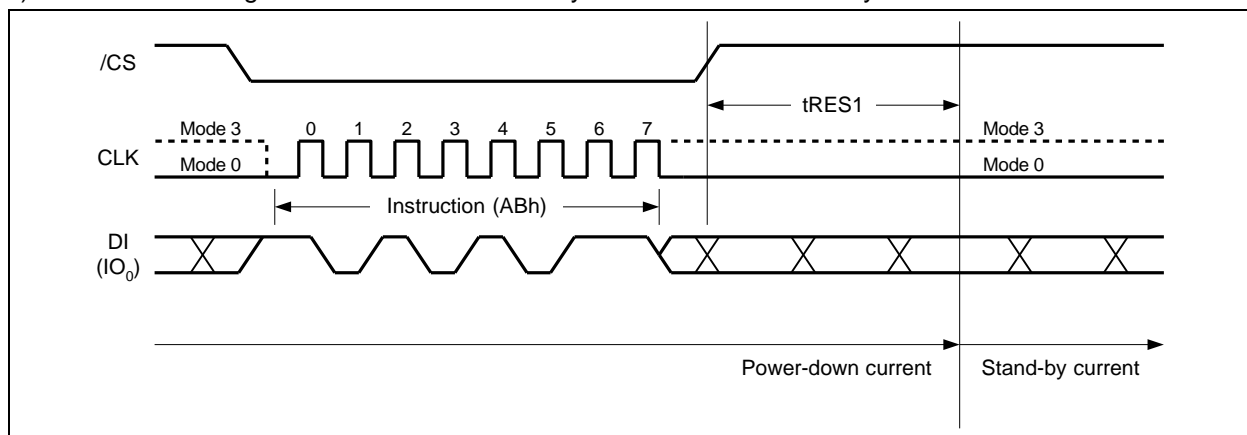 /CS
tRES1
Mode 3 0 1 2 3 4 5 6 7 Mode 3
CLK
Mode 0 Mode 0
Instruction (ABh)
DI
(IO₀)
Power-down current Stand-by current